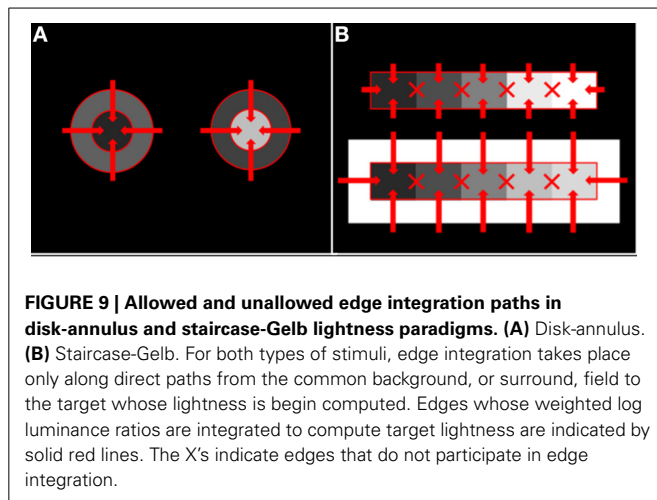 A
B
FIGURE 9 | Allowed and unallowed edge integration paths in
disk-annulus and staircase-Gelb lightness paradigms. (A) Disk-annulus.
(B) Staircase-Gelb. For both types of stimuli, edge integration takes place
only along direct paths from the common background, or surround, field to
the target whose lightness is begin computed. Edges whose weighted log
luminance ratios are integrated to compute target lightness are indicated by
solid red lines. The X's indicate edges that do not participate in edge
integration.